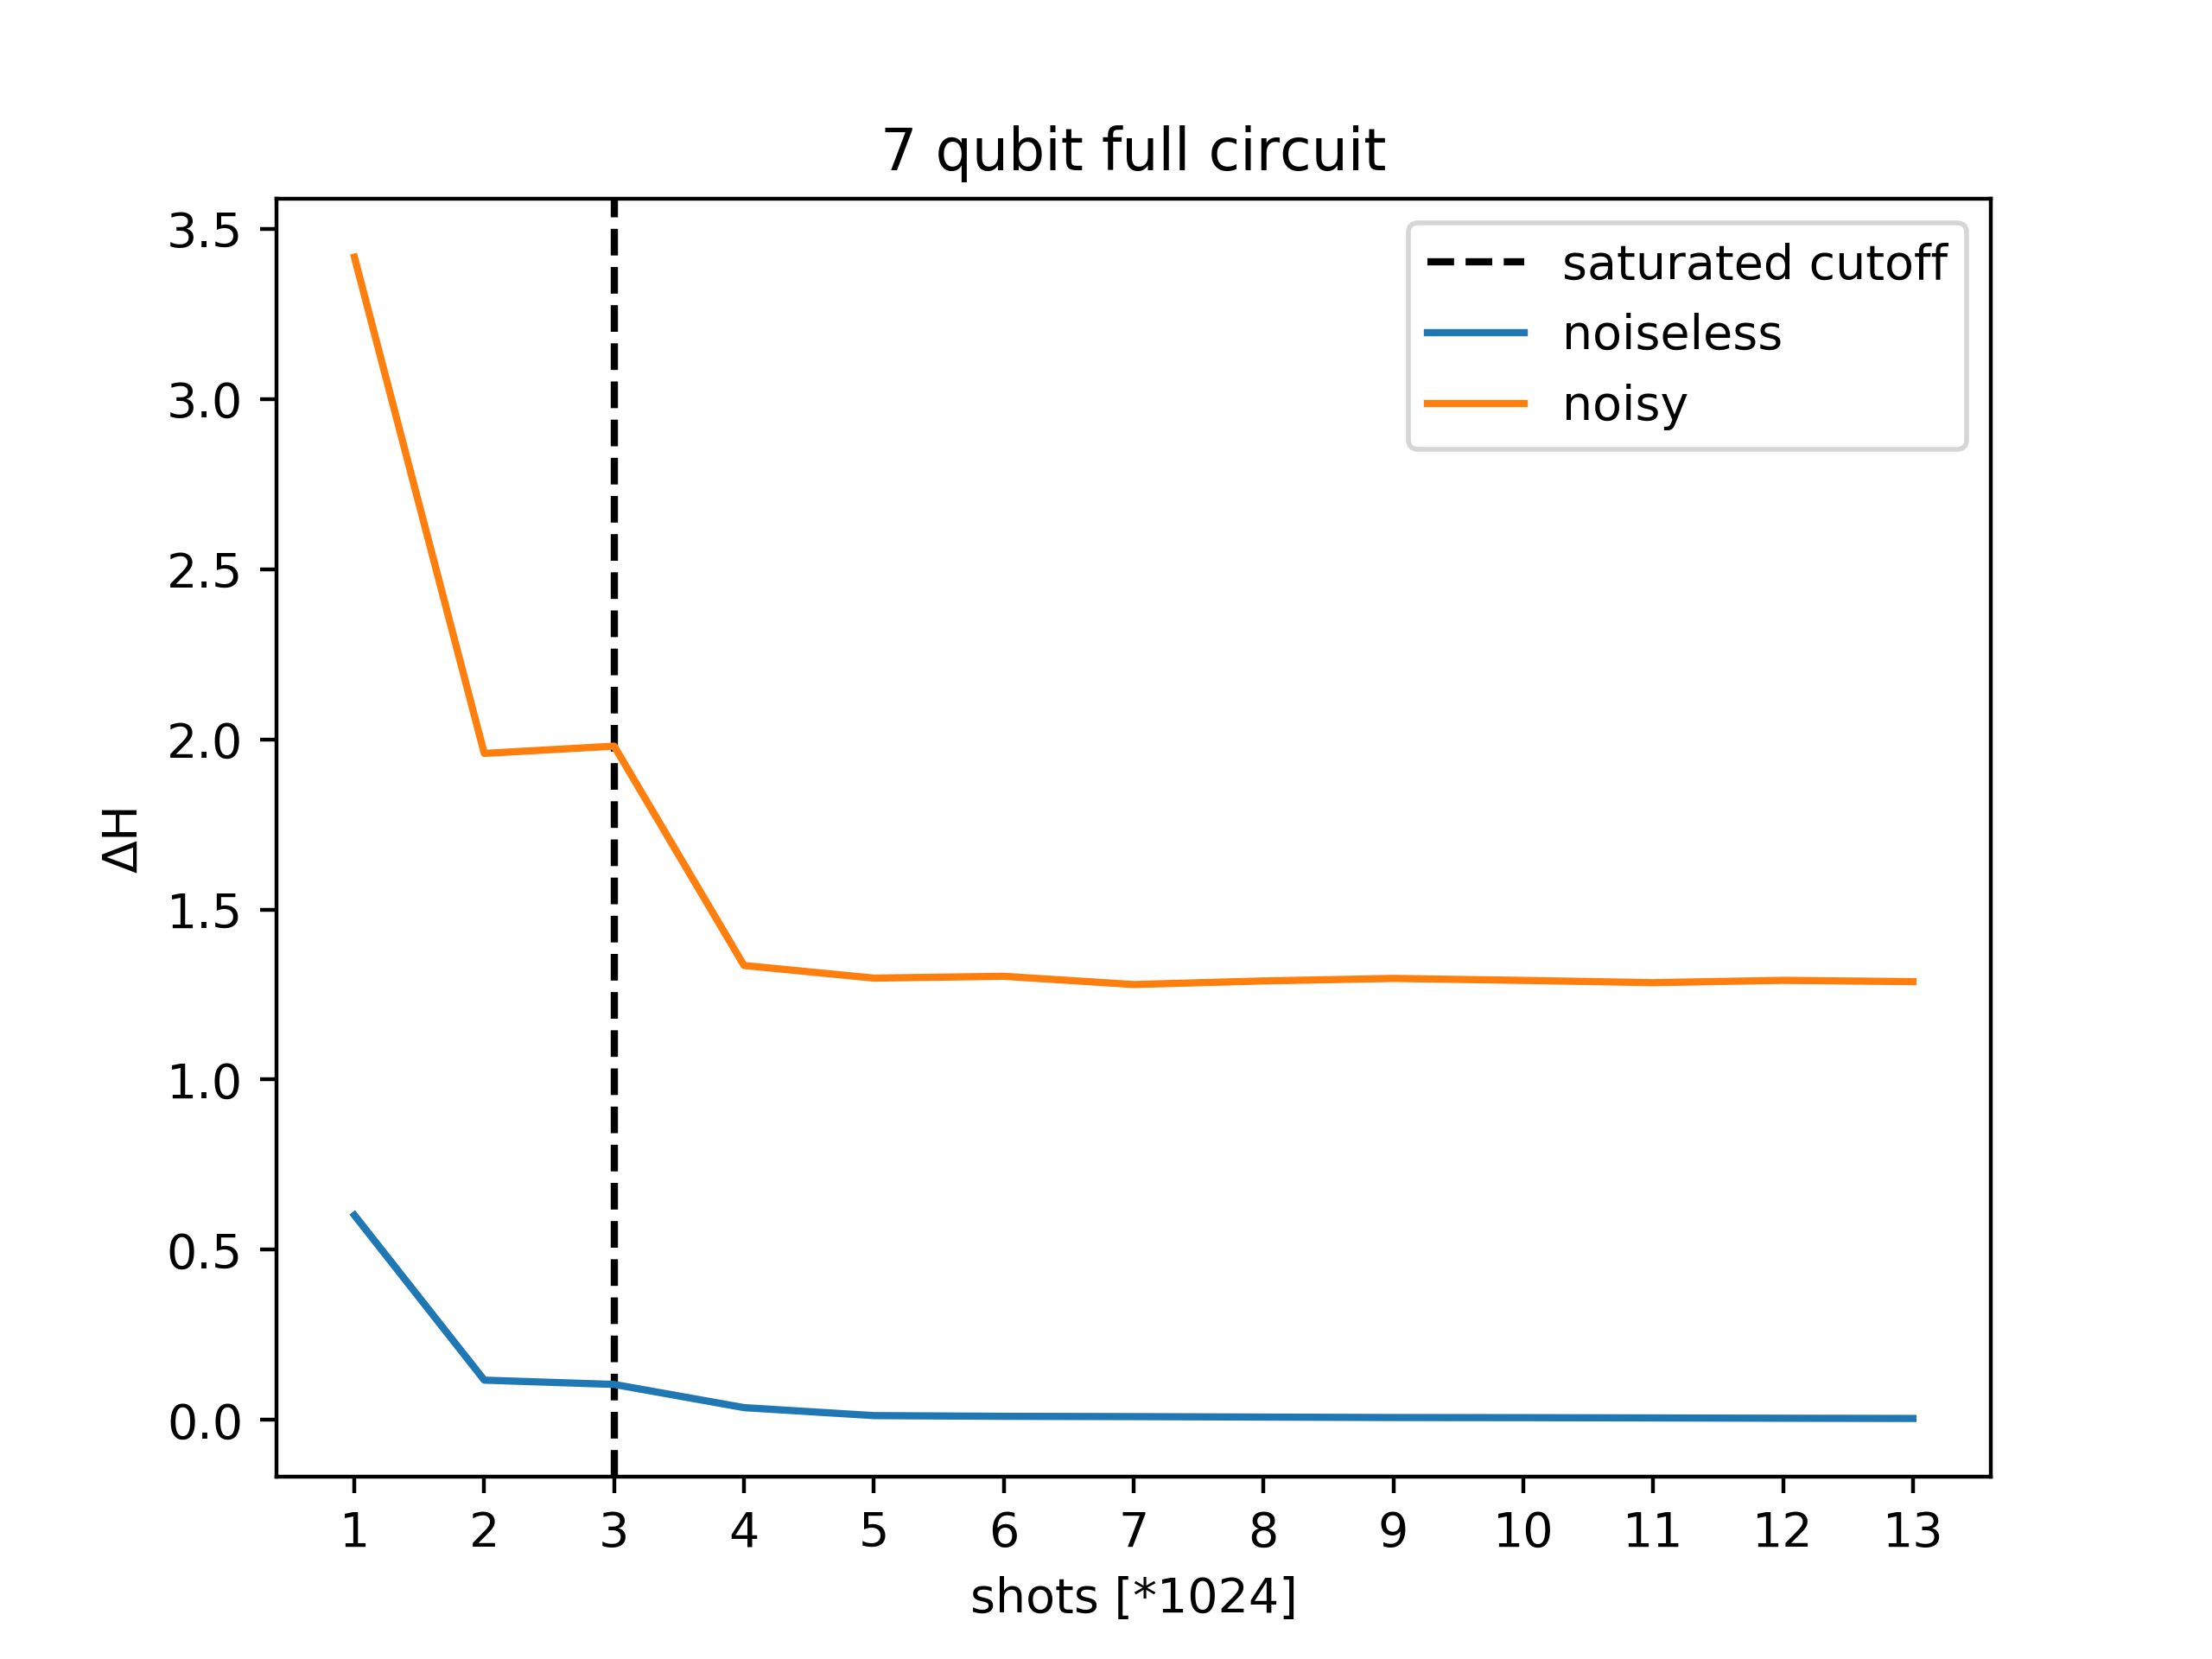 7 qubit full circuit
saturated cutoff
noiseless
noisy
3.5
3.0
2.5
2.0
1.5
1.0
0.5
0.0
ΔH
1 2 3 4 5 6 7 8 9 10 11 12 13
shots [*1024]